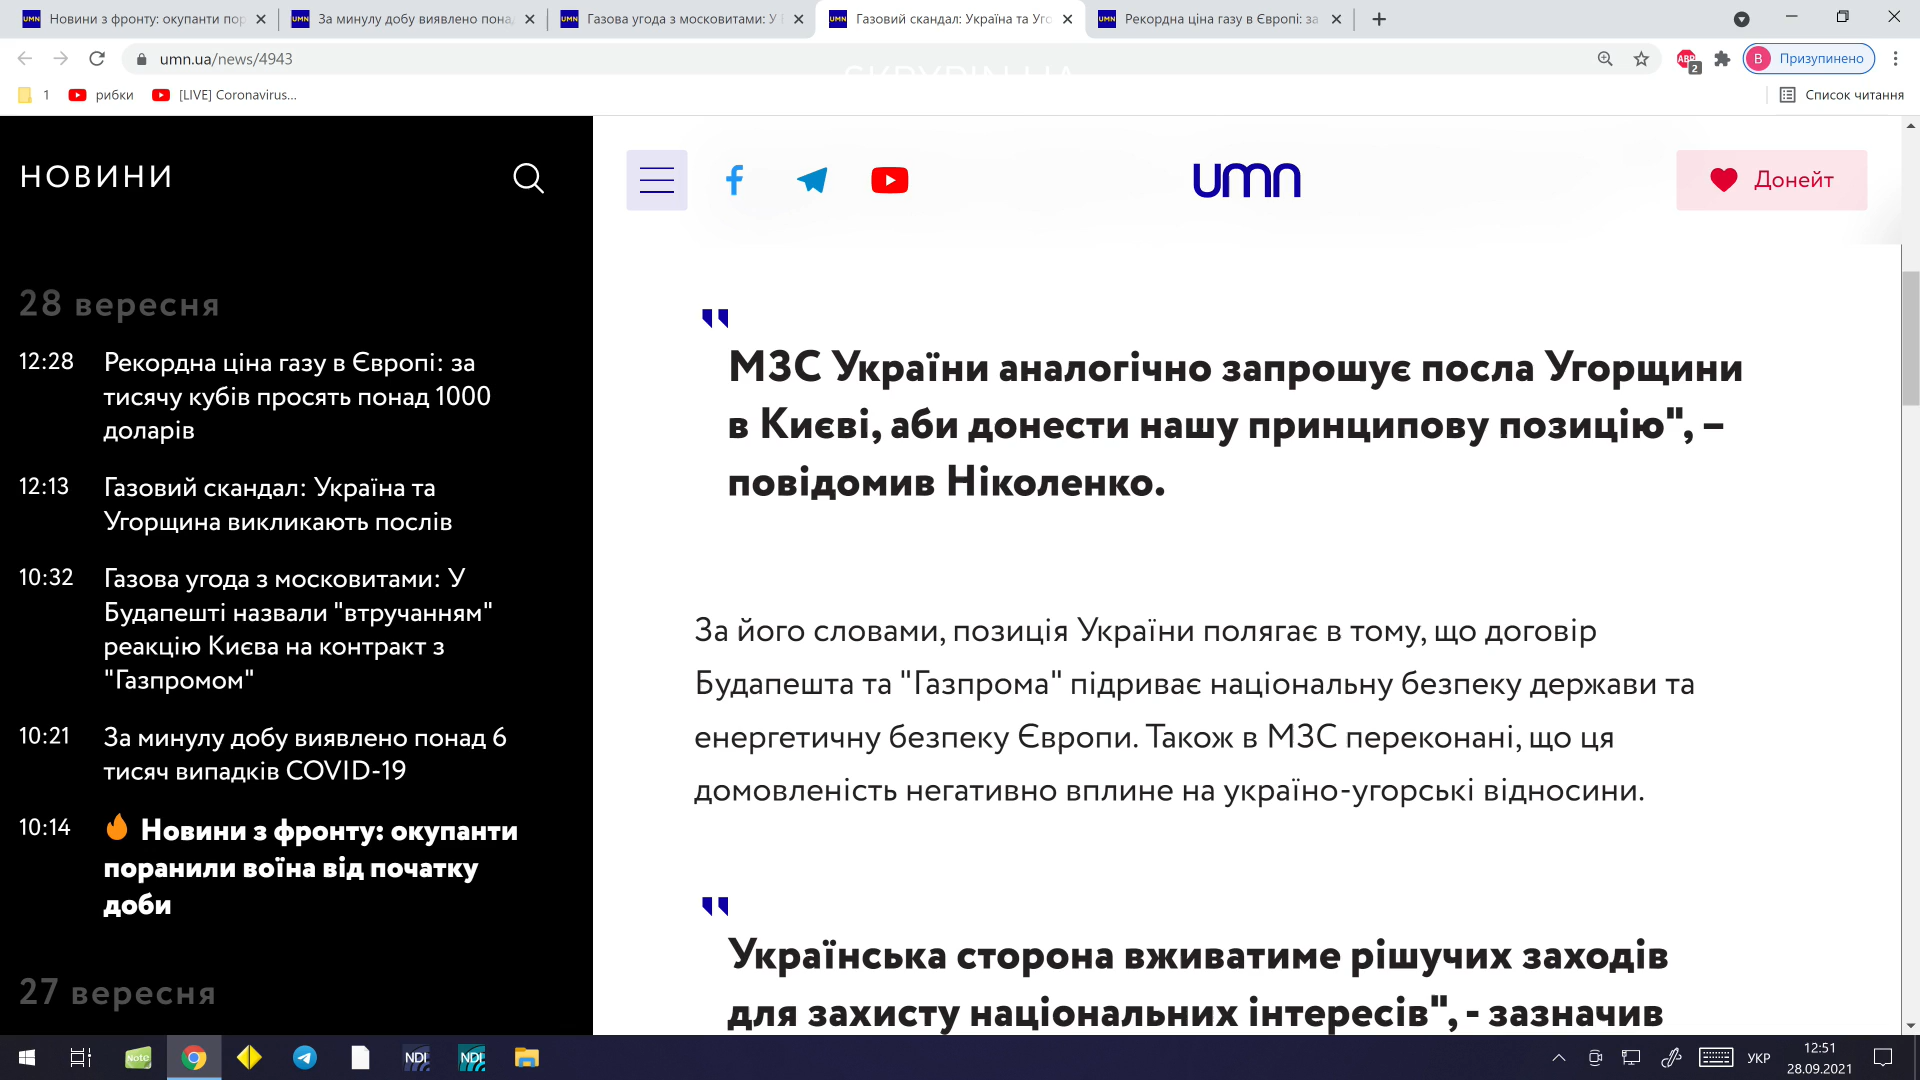 Новини з фронту: окупанти пор
За минулу добу виявлено пона
Газова угода з московитами: У
Газовий скандал: Україна та Уго
Рекордна ціна газу в Європі: за
umn.ua/news/4943
ABP
2
B
Призупинено
1
рибки
[LIVE] Coronavirus...
Список читання
НОВИНИ
umn
Донейт
28 вересня
12:28
Рекордна ціна газу в Європі: за
тисячу кубів просять понад 1000
доларів
12:13
Газовий скандал: Україна та
Угорщина викликають послів
10:32
Газова угода з московитами: У
Будапешті назвали "втручанням"
реакцію Києва на контракт з
"Газпромом"
10:21
За минулу добу виявлено понад 6
тисяч випадків COVID-19
10:14
Новини з фронту: окупанти
поранили воїна від початку
доби
27 вересня
"
МЗС України аналогічно запрошує посла Угорщини
в Києві, аби донести нашу принципову позицію", –
повідомив Ніколенко.
За його словами, позиція України полягає в тому, що договір
Будапешта та "Газпрома" підриває національну безпеку держави та
енергетичну безпеку Європи. Також в МЗС переконані, що ця
домовленість негативно вплине на україно-угорські відносини.
"
Українська сторона вживатиме рішучих заходів
для захисту національних інтересів", - зазначив
Note
NDI
NDI
УКР
12:51
28.09.2021